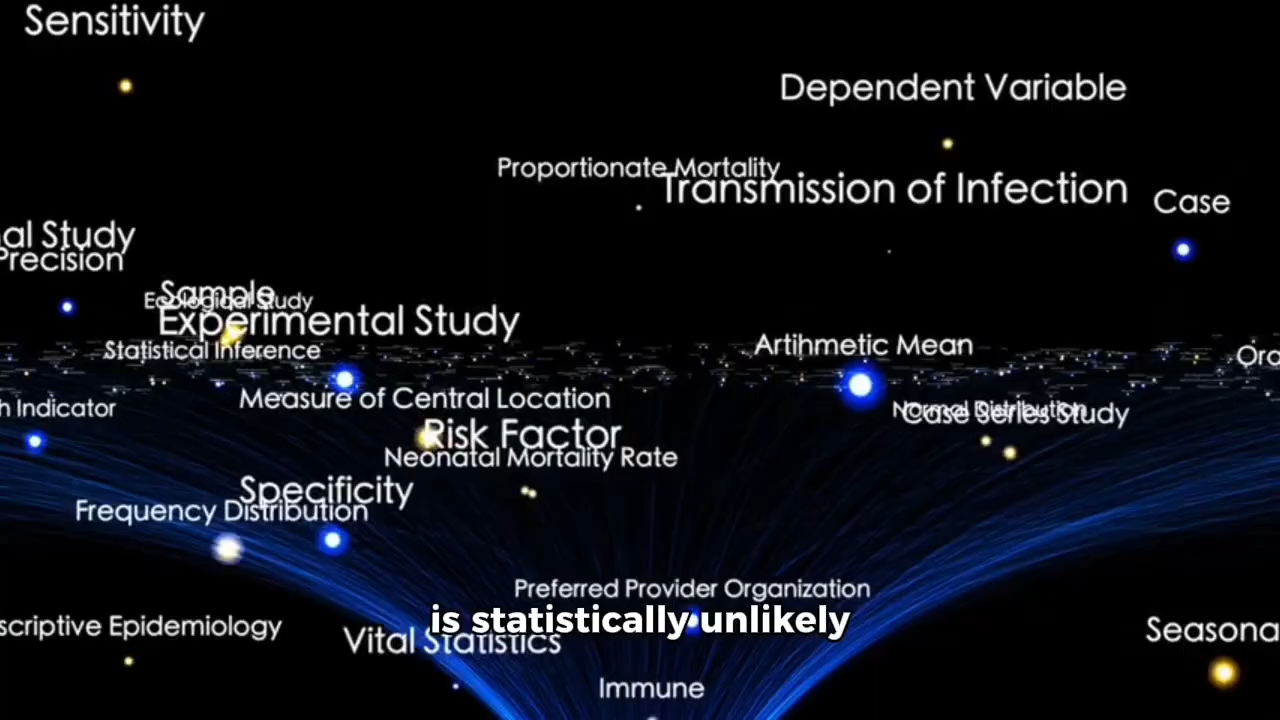 Sensitivity
Dependent Variable
Proportionate Mortality
Transmission of Infection
Case
al Study
Precision
Sample
Ecological Study
Experimental Study
Statistical Inference
Artihmetic Mean
Measure of Central Location
h Indicator
Normal Distribution
Case Series Study
Risk Factor
Neonatal Mortality Rate
Specificity
Frequency Distribution
Preferred Provider Organization
is statistically unlikely
scriptive Epidemiology
Vital Statistics
Seasona
Immune